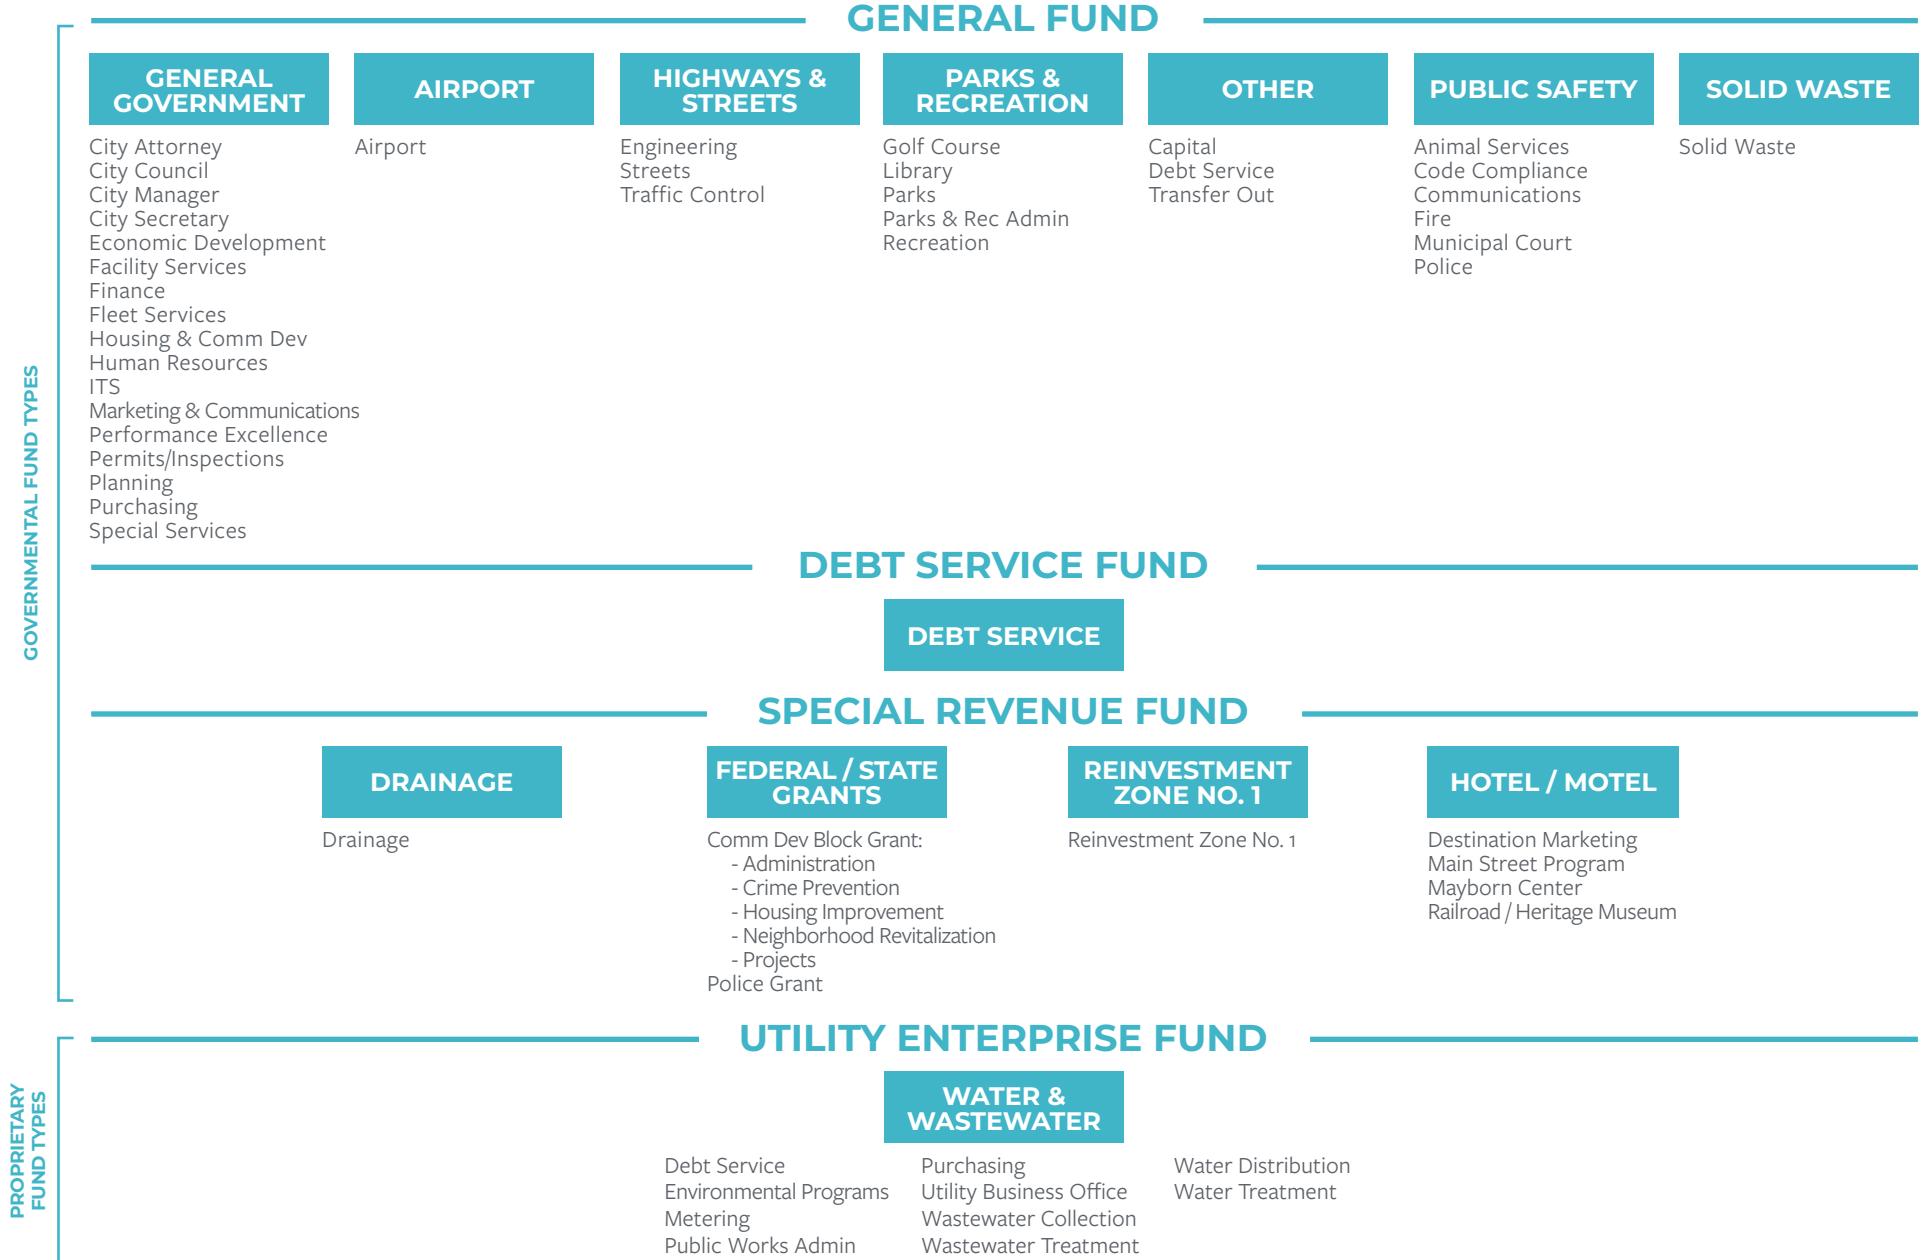 GENERAL FUND
GENERAL
GOVERNMENT
City Attorney
City Council
City Manager
City Secretary
Economic Development
Facility Services
Finance
Fleet Services
Housing & Comm Dev
Human Resources
ITS
Marketing & Communications
Performance Excellence
Permits/Inspections
Planning
Purchasing
Special Services
AIRPORT
Airport
HIGHWAYS &
STREETS
Engineering
Streets
Traffic Control
PARKS &
RECREATION
Golf Course
Library
Parks
Parks & Rec Admin
Recreation
OTHER
Capital
Debt Service
Transfer Out
PUBLIC SAFETY
Animal Services
Code Compliance
Communications
Fire
Municipal Court
Police
SOLID WASTE
Solid Waste
GOVERNMENTAL FUND TYPES
DEBT SERVICE FUND
DEBT SERVICE
SPECIAL REVENUE FUND
DRAINAGE
Drainage
FEDERAL / STATE
GRANTS
Comm Dev Block Grant:
- Administration
- Crime Prevention
- Housing Improvement
- Neighborhood Revitalization
- Projects
Police Grant
REINVESTMENT
ZONE NO. 1
Reinvestment Zone No. 1
HOTEL / MOTEL
Destination Marketing
Main Street Program
Mayborn Center
Railroad / Heritage Museum
PROPRIETARY
FUND TYPES
UTILITY ENTERPRISE FUND
WATER &
WASTEWATER
Debt Service
Environmental Programs
Metering
Public Works Admin
Purchasing
Utility Business Office
Wastewater Collection
Wastewater Treatment
Water Distribution
Water Treatment